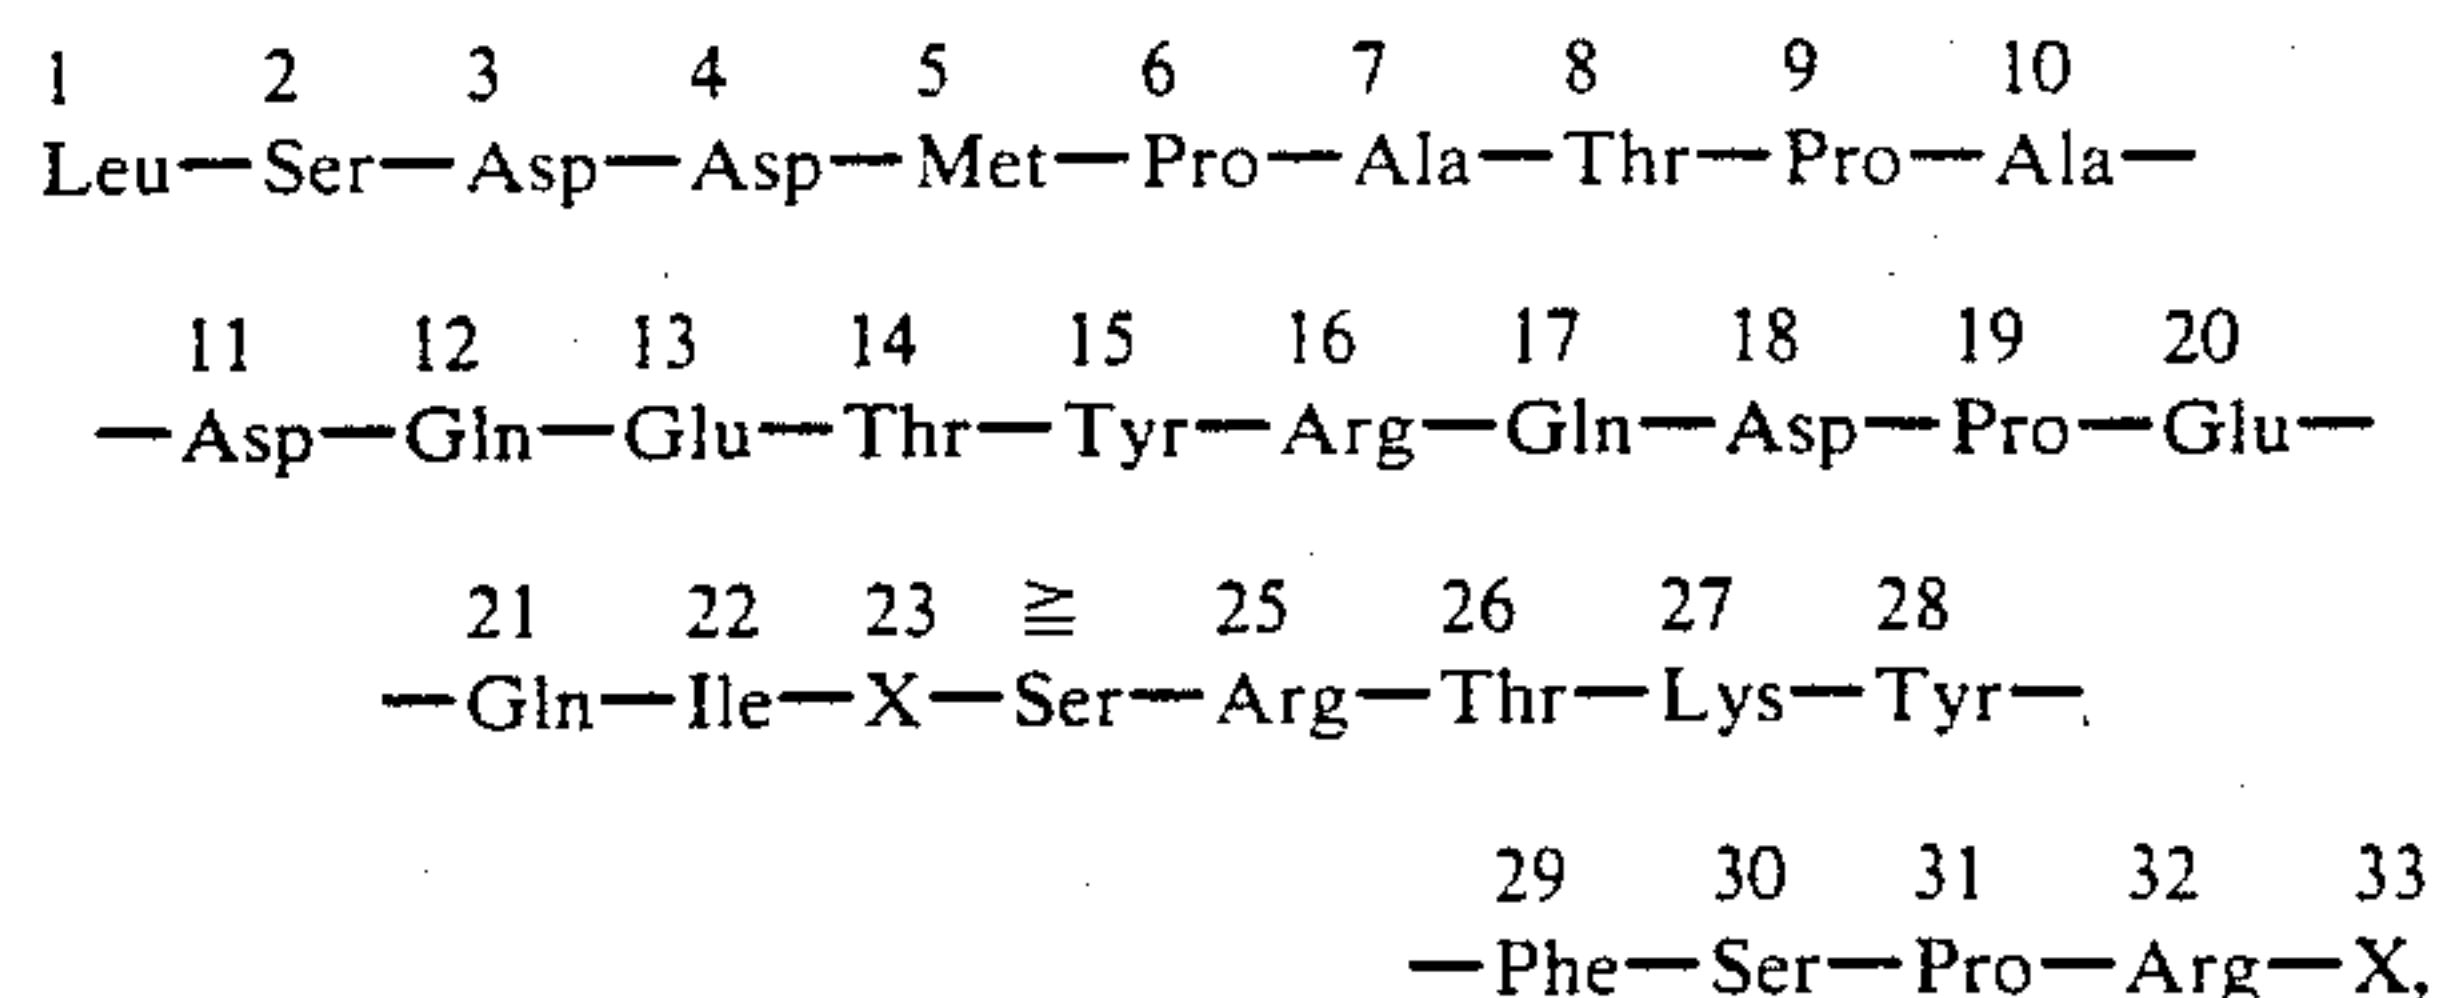 1 2 3 4 5 6 7 8 9 10
Leu—Ser—Asp—Asp—Met—Pro—Ala—Thr—Pro—Ala—
11 12 13 14 15 16 17 18 19 20
—Asp—Gln—Glu—Thr—Tyr—Arg—Gln—Asp—Pro—Glu—
21 22 23 ≧ 25 26 27 28
—Gln—Ile—X—Ser—Arg—Thr—Lys—Tyr—
29 30 31 32 33
—Phe—Ser—Pro—Arg—X,